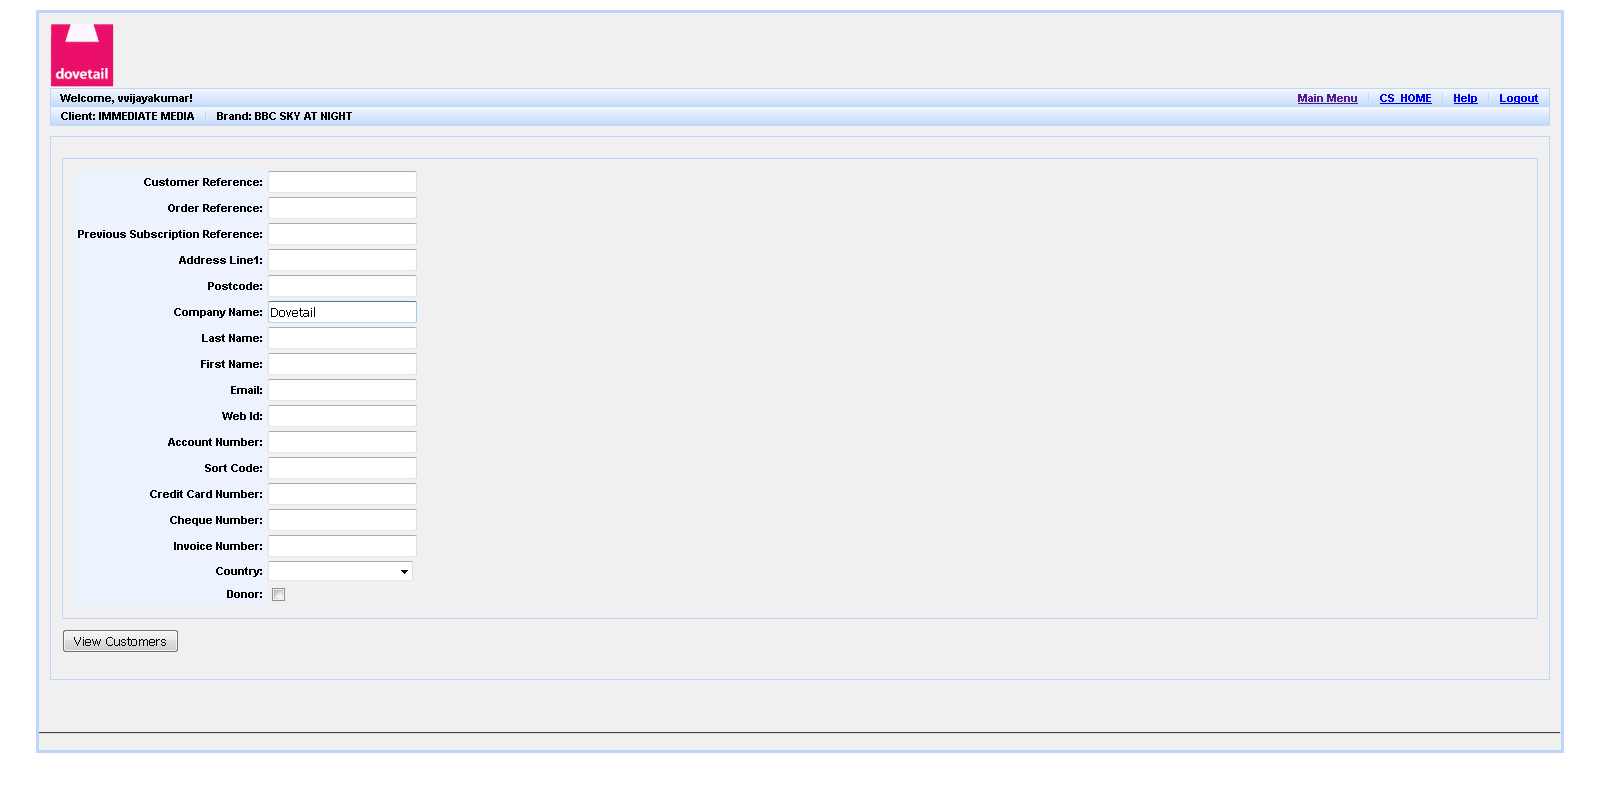 dovetail
Welcome, vvijayakumar! Main Menu CS_HOME Help Logout
Client: IMMEDIATE MEDIA Brand: BBC SKY AT NIGHT
Customer Reference:
Order Reference:
Previous Subscription Reference:
Address Line1:
Postcode:
Company Name: Dovetail
Last Name:
First Name:
Email:
Web Id:
Account Number:
Sort Code:
Credit Card Number:
Cheque Number:
Invoice Number:
Country:
Donor:
View Customers